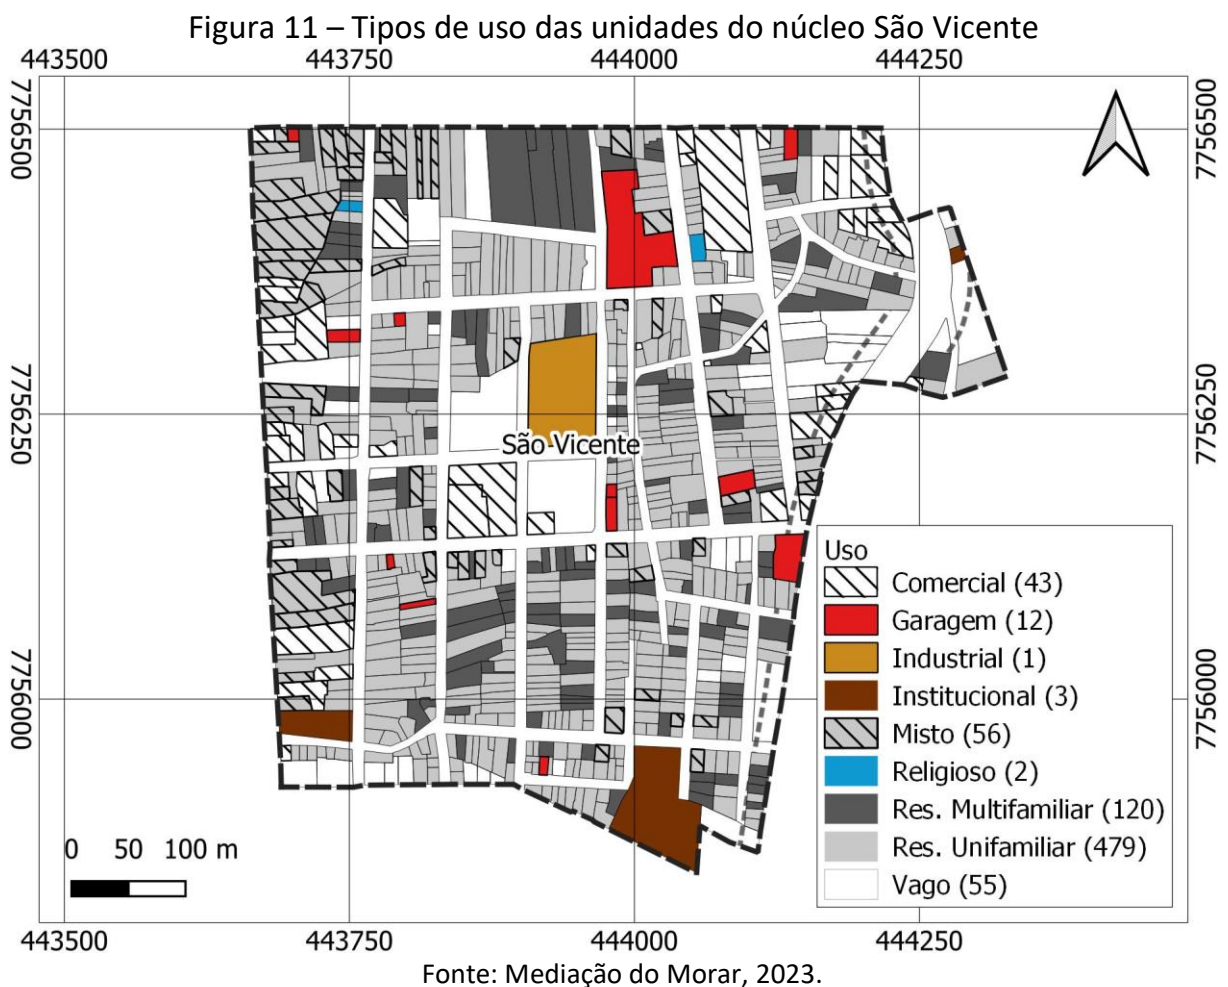 Figura 11 – Tipos de uso das unidades do núcleo São Vicente
443500 443750 444000 444250
7756500 7756500
7756250 7756250
São Vicente
Uso
Comercial (43)
Garagem (12)
Industrial (1)
Institucional (3)
Misto (56)
Religioso (2)
Res. Multifamiliar (120)
Res. Unifamiliar (479)
Vago (55)
7756000 7756000
0 50 100 m
443500 443750 444000 444250
Fonte: Mediação do Morar, 2023.